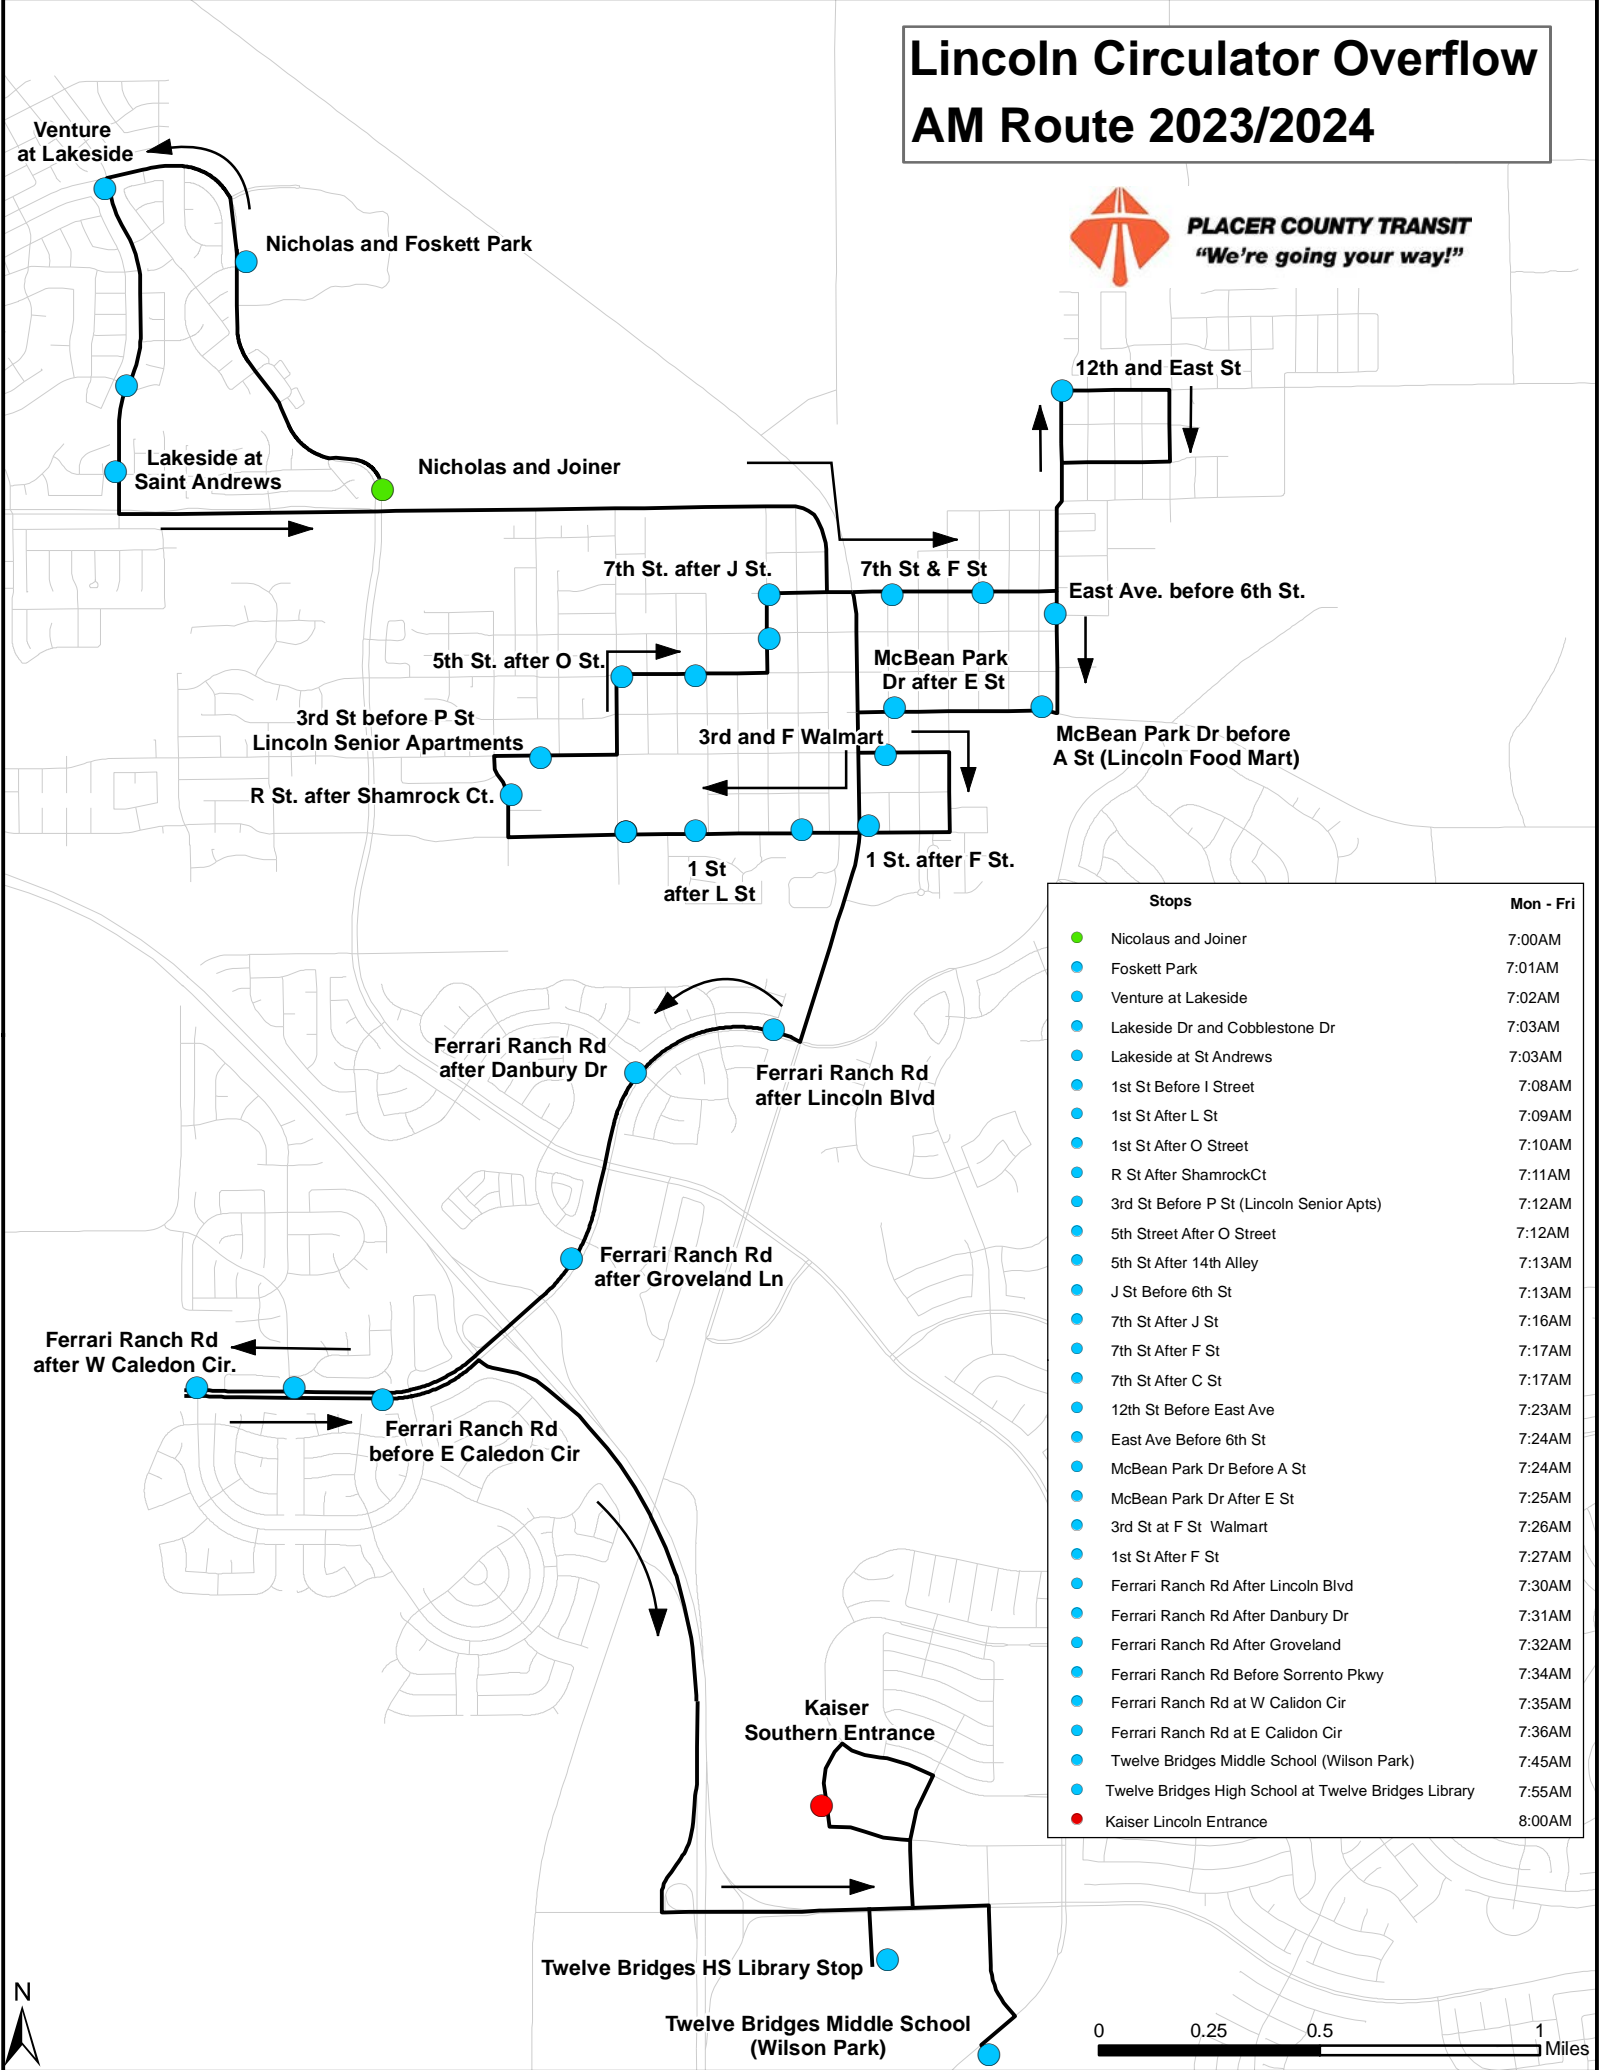 Lincoln Circulator Overflow
AM Route 2023/2024
PLACER COUNTY TRANSIT
“We’re going your way!”
Venture
at Lakeside
Nicholas and Foskett Park
12th and East St
Lakeside at
Saint Andrews
Nicholas and Joiner
7th St. after J St.
7th St & F St
East Ave. before 6th St.
5th St. after O St.
McBean Park
Dr after E St
3rd St before P St
Lincoln Senior Apartments
3rd and F Walmart
McBean Park Dr before
A St (Lincoln Food Mart)
R St. after Shamrock Ct.
1 St
after L St
1 St. after F St.
Ferrari Ranch Rd
after Danbury Dr
Ferrari Ranch Rd
after Lincoln Blvd
Ferrari Ranch Rd
after Groveland Ln
Ferrari Ranch Rd
after W Caledon Cir.
Ferrari Ranch Rd
before E Caledon Cir
Kaiser
Southern Entrance
Twelve Bridges HS Library Stop
Twelve Bridges Middle School
(Wilson Park)
Stops Mon - Fri
Nicolaus and Joiner 7:00AM
Foskett Park 7:01AM
Venture at Lakeside 7:02AM
Lakeside Dr and Cobblestone Dr 7:03AM
Lakeside at St Andrews 7:03AM
1st St Before I Street 7:08AM
1st St After L St 7:09AM
1st St After O Street 7:10AM
R St After ShamrockCt 7:11AM
3rd St Before P St (Lincoln Senior Apts) 7:12AM
5th Street After O Street 7:12AM
5th St After 14th Alley 7:13AM
J St Before 6th St 7:13AM
7th St After J St 7:16AM
7th St After F St 7:17AM
7th St After C St 7:17AM
12th St Before East Ave 7:23AM
East Ave Before 6th St 7:24AM
McBean Park Dr Before A St 7:24AM
McBean Park Dr After E St 7:25AM
3rd St at F St Walmart 7:26AM
1st St After F St 7:27AM
Ferrari Ranch Rd After Lincoln Blvd 7:30AM
Ferrari Ranch Rd After Danbury Dr 7:31AM
Ferrari Ranch Rd After Groveland 7:32AM
Ferrari Ranch Rd Before Sorrento Pkwy 7:34AM
Ferrari Ranch Rd at W Calidon Cir 7:35AM
Ferrari Ranch Rd at E Calidon Cir 7:36AM
Twelve Bridges Middle School (Wilson Park) 7:45AM
Twelve Bridges High School at Twelve Bridges Library 7:55AM
Kaiser Lincoln Entrance 8:00AM
N
0 0.25 0.5 1
Miles